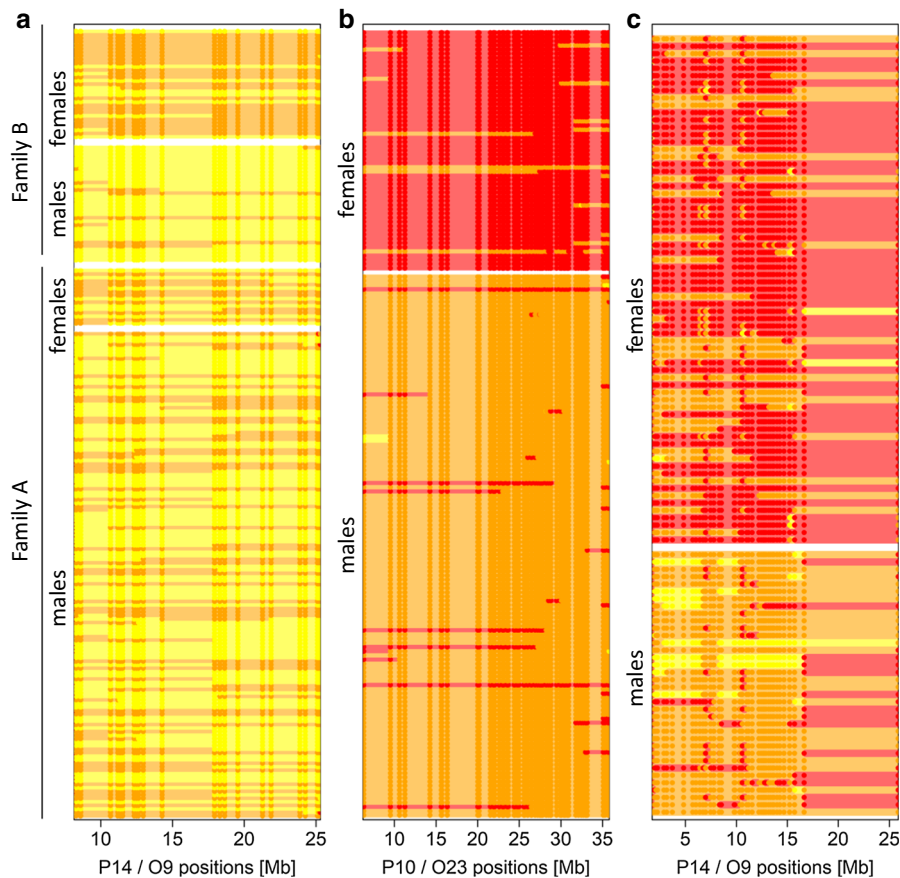 a
b
c
Family B
females
males
Family A
females
males
females
males
females
males
10 15 20 25
10 15 20 25 30 35
5 10 15 20 25
P14 / O9 positions [Mb]
P10 / O23 positions [Mb]
P14 / O9 positions [Mb]